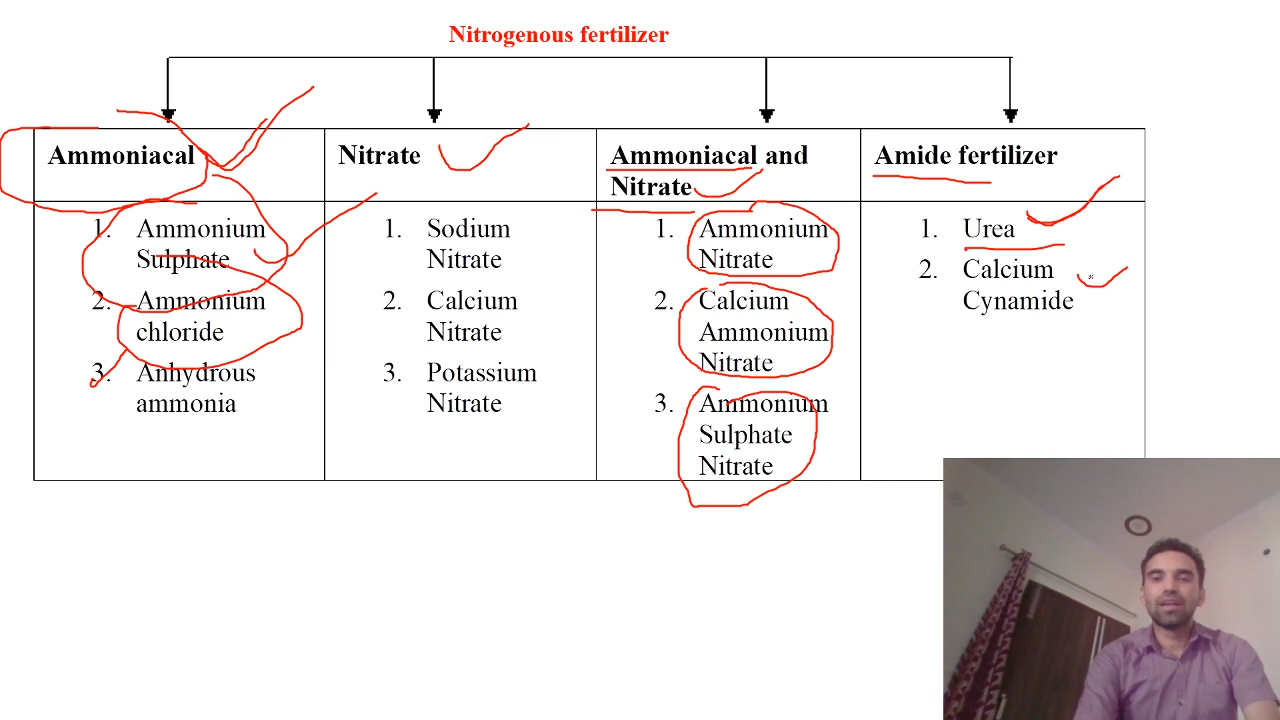 Nitrogenous fertilizer
Ammoniacal
1. Ammonium
Sulphate
2. Ammonium
chloride
3. Anhydrous
ammonia
Nitrate
1. Sodium
Nitrate
2. Calcium
Nitrate
3. Potassium
Nitrate
Ammoniacal and
Nitrate
1. Ammonium
Nitrate
2. Calcium
Ammonium
Nitrate
3. Ammonium
Sulphate
Nitrate
Amide fertilizer
1. Urea
2. Calcium
Cynamide